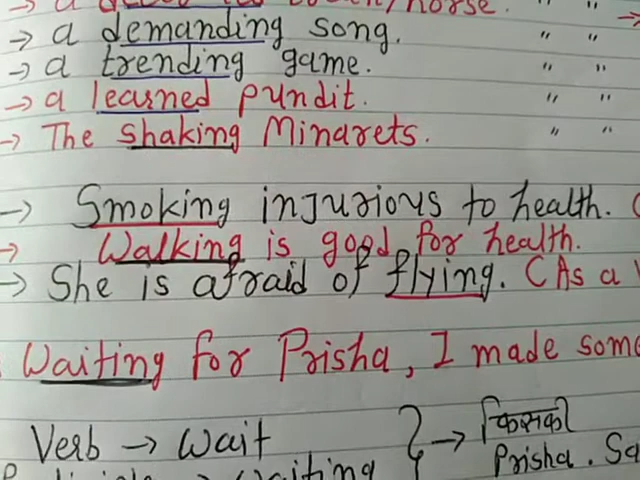 → a demanding song. " "
→ a trending game. " "
→ a learned pundit. " "
→ The shaking Minarets. " "
→ Smoking injurious to health. (
→ Walking is good for health.
→ She is afraid of flying. (As a
Waiting for Prisha, I made some
Verb → Wait } → किसकी
→ waiting Prisha.